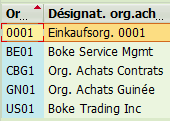 Or... Désignat. org.ach
0001 Einkaufsorg. 0001
BE01 Boke Service Mgmt
CBG1 Org. Achats Contrats
GN01 Org. Achats Guinée
US01 Boke Trading Inc